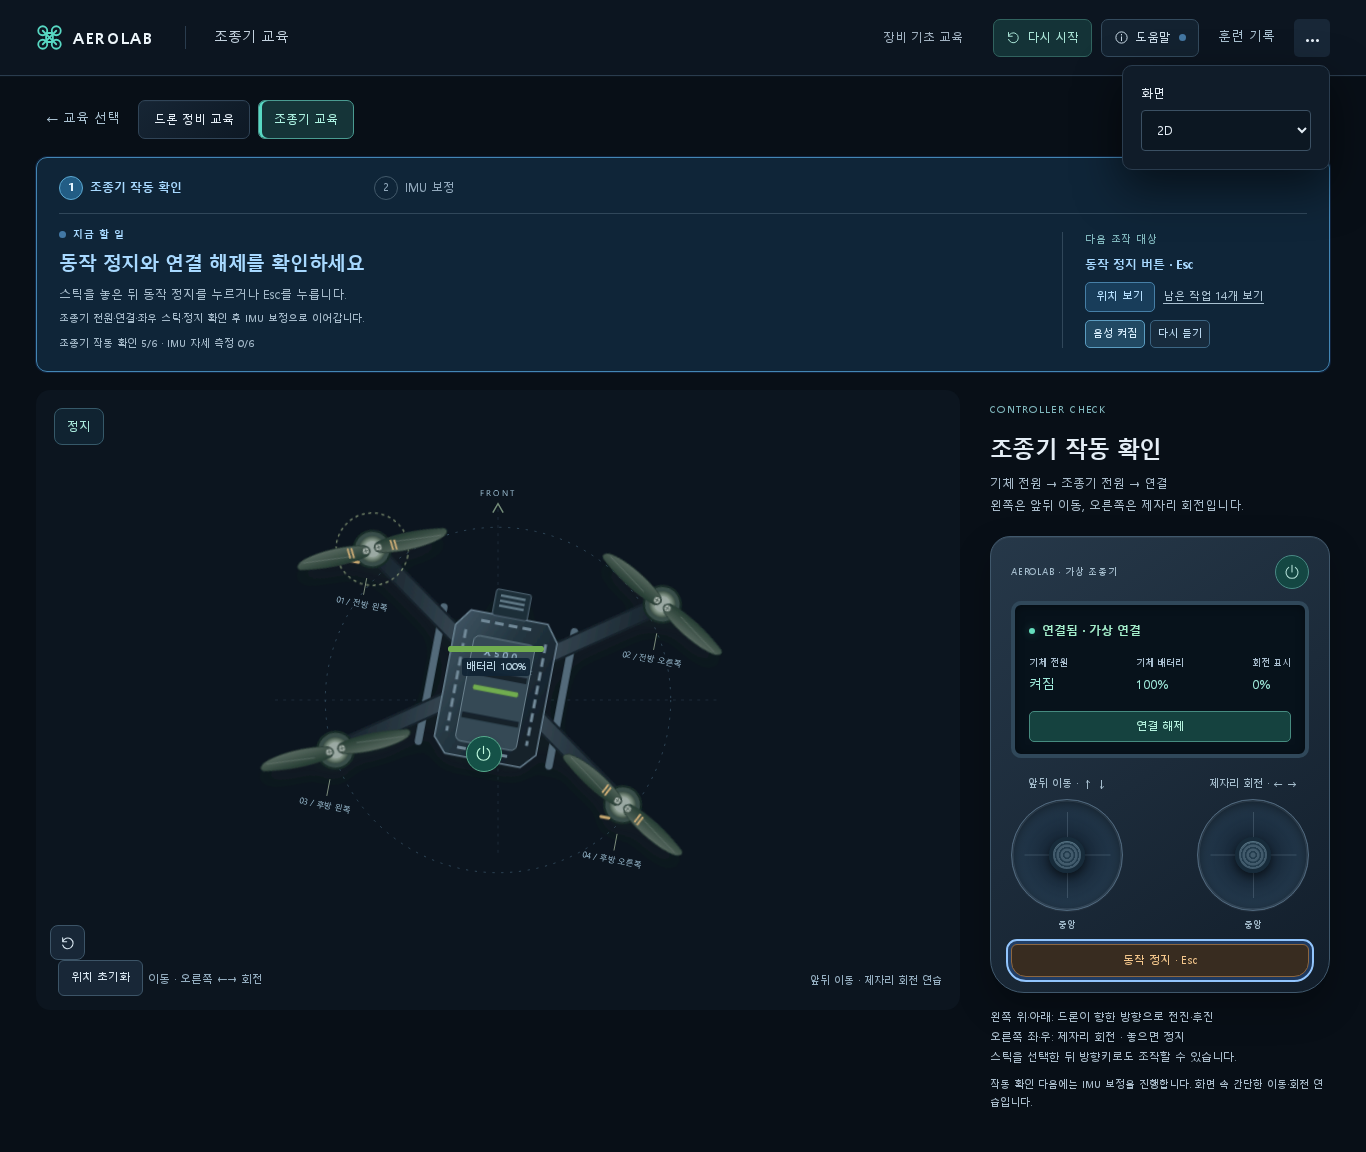 AEROLAB
조종기 교육
장비 기초 교육
다시 시작
도움말
훈련 기록
...
화면
2D
← 교육 선택
드론 정비 교육
조종기 교육
1 조종기 작동 확인
2 IMU 보정
지금 할 일
동작 정지와 연결 해제를 확인하세요
스틱을 놓은 뒤 동작 정지를 누르거나 Esc를 누릅니다.
조종기 전원·연결·좌우 스틱·정지 확인 후 IMU 보정으로 이어갑니다.
조종기 작동 확인 5/6 · IMU 자세 측정 0/6
다음 조작 대상
동작 정지 버튼 · Esc
위치 보기
남은 작업 14개 보기
음성 켜짐
다시 듣기
정지
FRONT
01 / 전방 왼쪽
02 / 전방 오른쪽
X500
배터리 100%
03 / 후방 왼쪽
04 / 후방 오른쪽
위치 초기화
이동 · 오른쪽 ←→ 회전
앞뒤 이동 · 제자리 회전 연습
CONTROLLER CHECK
조종기 작동 확인
기체 전원 → 조종기 전원 → 연결
왼쪽은 앞뒤 이동, 오른쪽은 제자리 회전입니다.
AEROLAB · 가상 조종기
연결됨 · 가상 연결
기체 전원
기체 배터리
회전 표시
켜짐
100%
0%
연결 해제
앞뒤 이동 · ↑ ↓
제자리 회전 · ← →
중앙
중앙
동작 정지 · Esc
왼쪽 위·아래: 드론이 향한 방향으로 전진·후진
오른쪽 좌·우: 제자리 회전 · 놓으면 정지
스틱을 선택한 뒤 방향키로도 조작할 수 있습니다.
작동 확인 다음에는 IMU 보정을 진행합니다. 화면 속 간단한 이동·회전 연
습입니다.